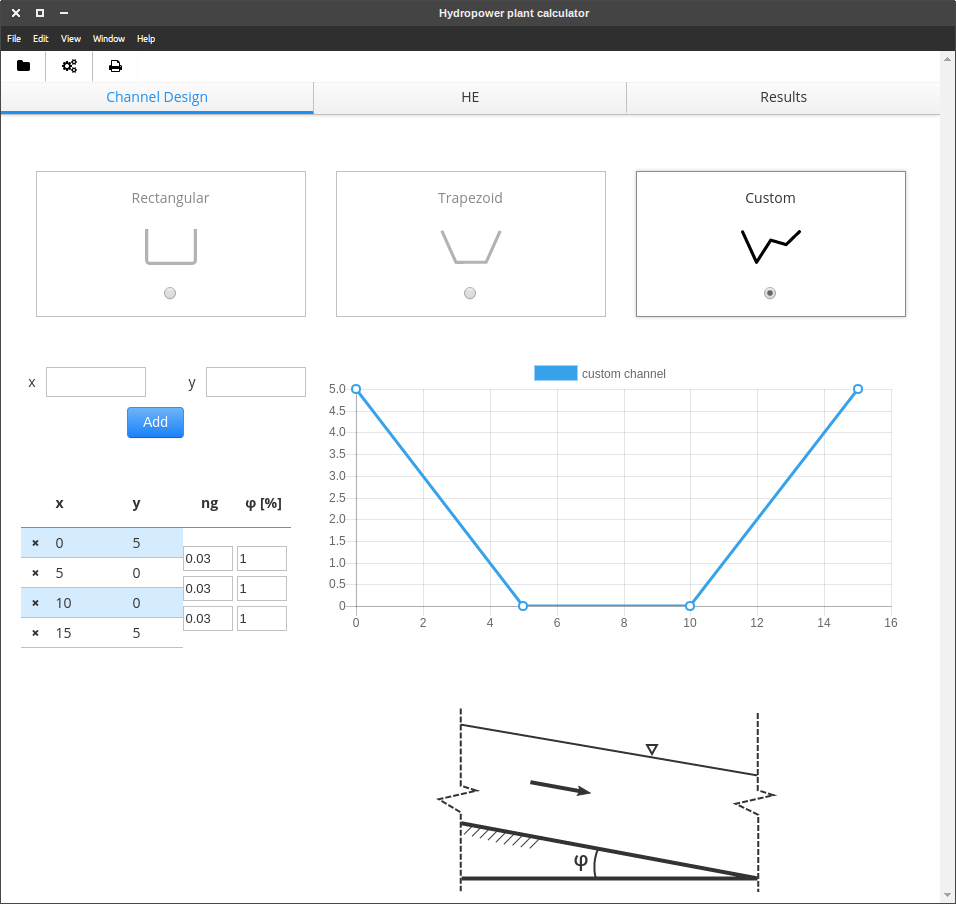 Hydropower plant calculator
File Edit View Window Help
Channel Design HE Results
Rectangular Trapezoid Custom
x y
Add
custom channel
5.0
4.5
4.0
3.5
3.0
2.5
2.0
1.5
1.0
0.5
0
0 2 4 6 8 10 12 14 16
x y ng φ [%]
× 0 5
0.03 1
× 5 0
0.03 1
× 10 0
0.03 1
× 15 5
φ